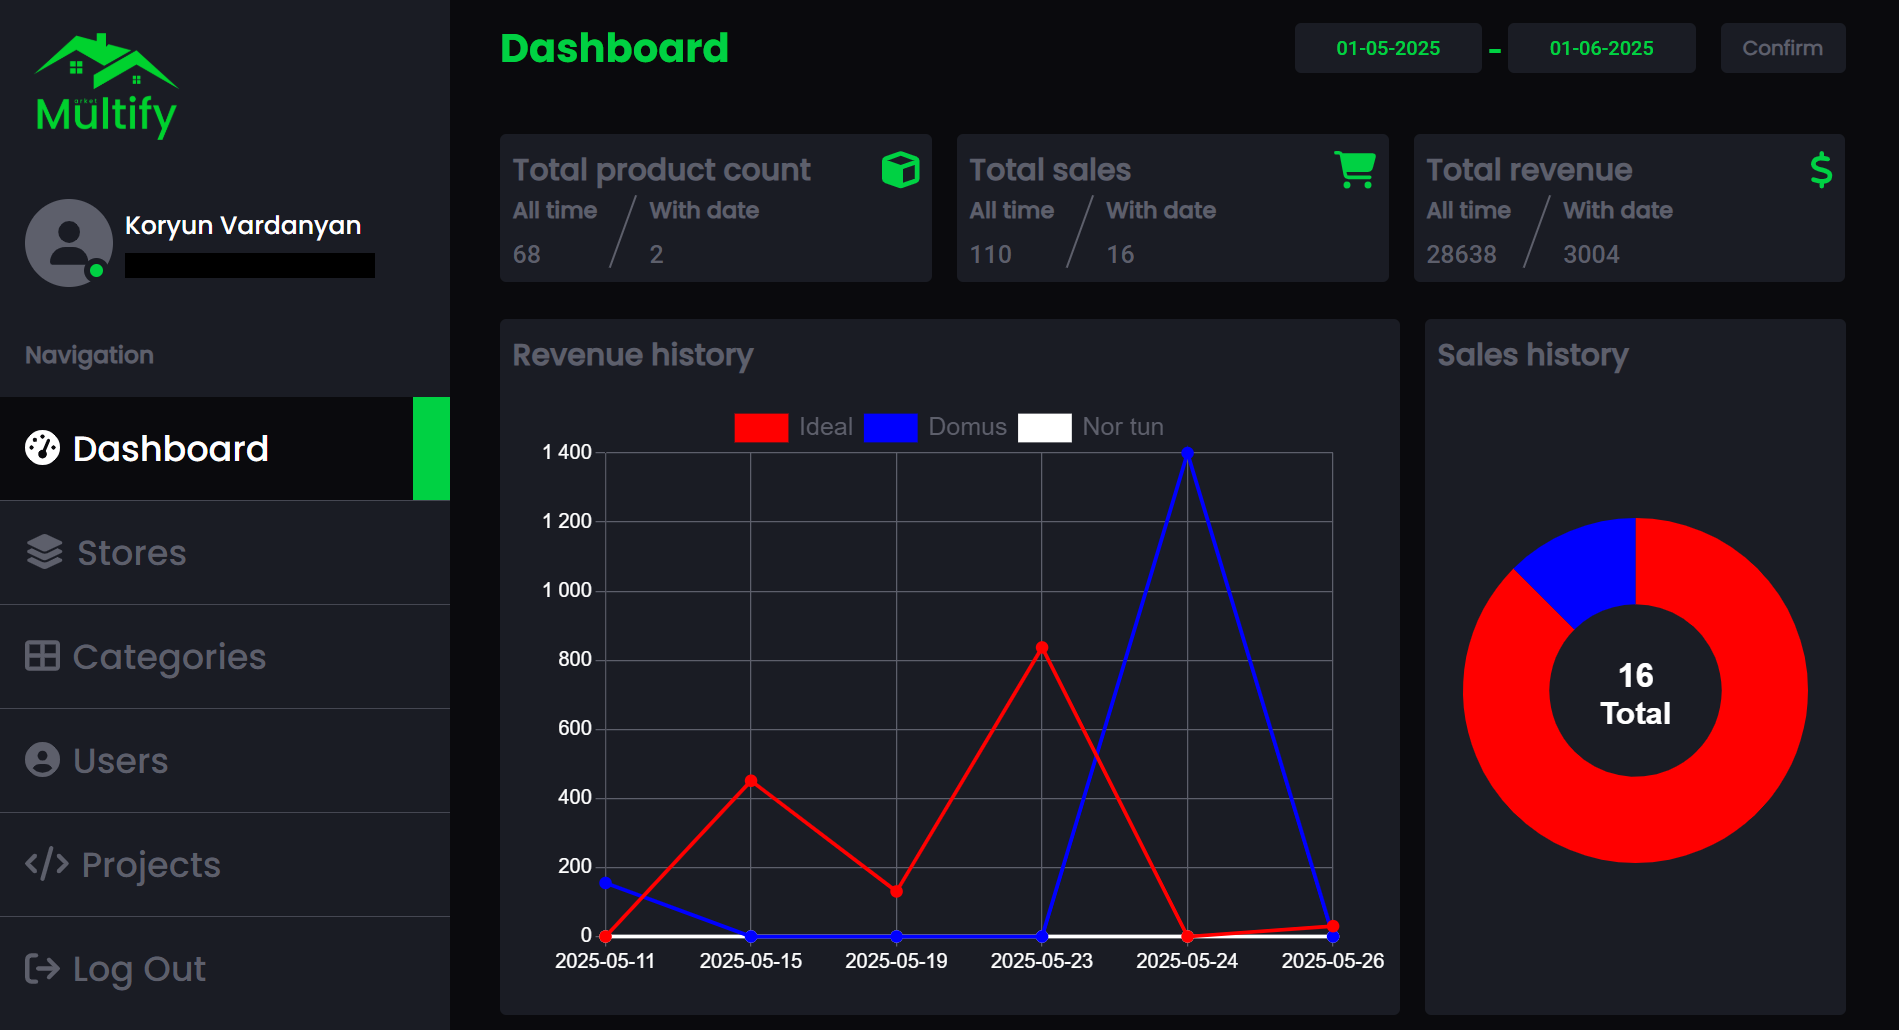 Market
Multify
Koryun Vardanyan
Navigation
Dashboard
Stores
Categories
Users
Projects
Log Out
Dashboard
01-05-2025 - 01-06-2025 Confirm
Total product count
All time / With date
68 2
Total sales
All time / With date
110 16
Total revenue $
All time / With date
28638 3004
Revenue history
Ideal Domus Nor tun
1 400
1 200
1 000
800
600
400
200
0
2025-05-11 2025-05-15 2025-05-19 2025-05-23 2025-05-24 2025-05-26
Sales history
16
Total